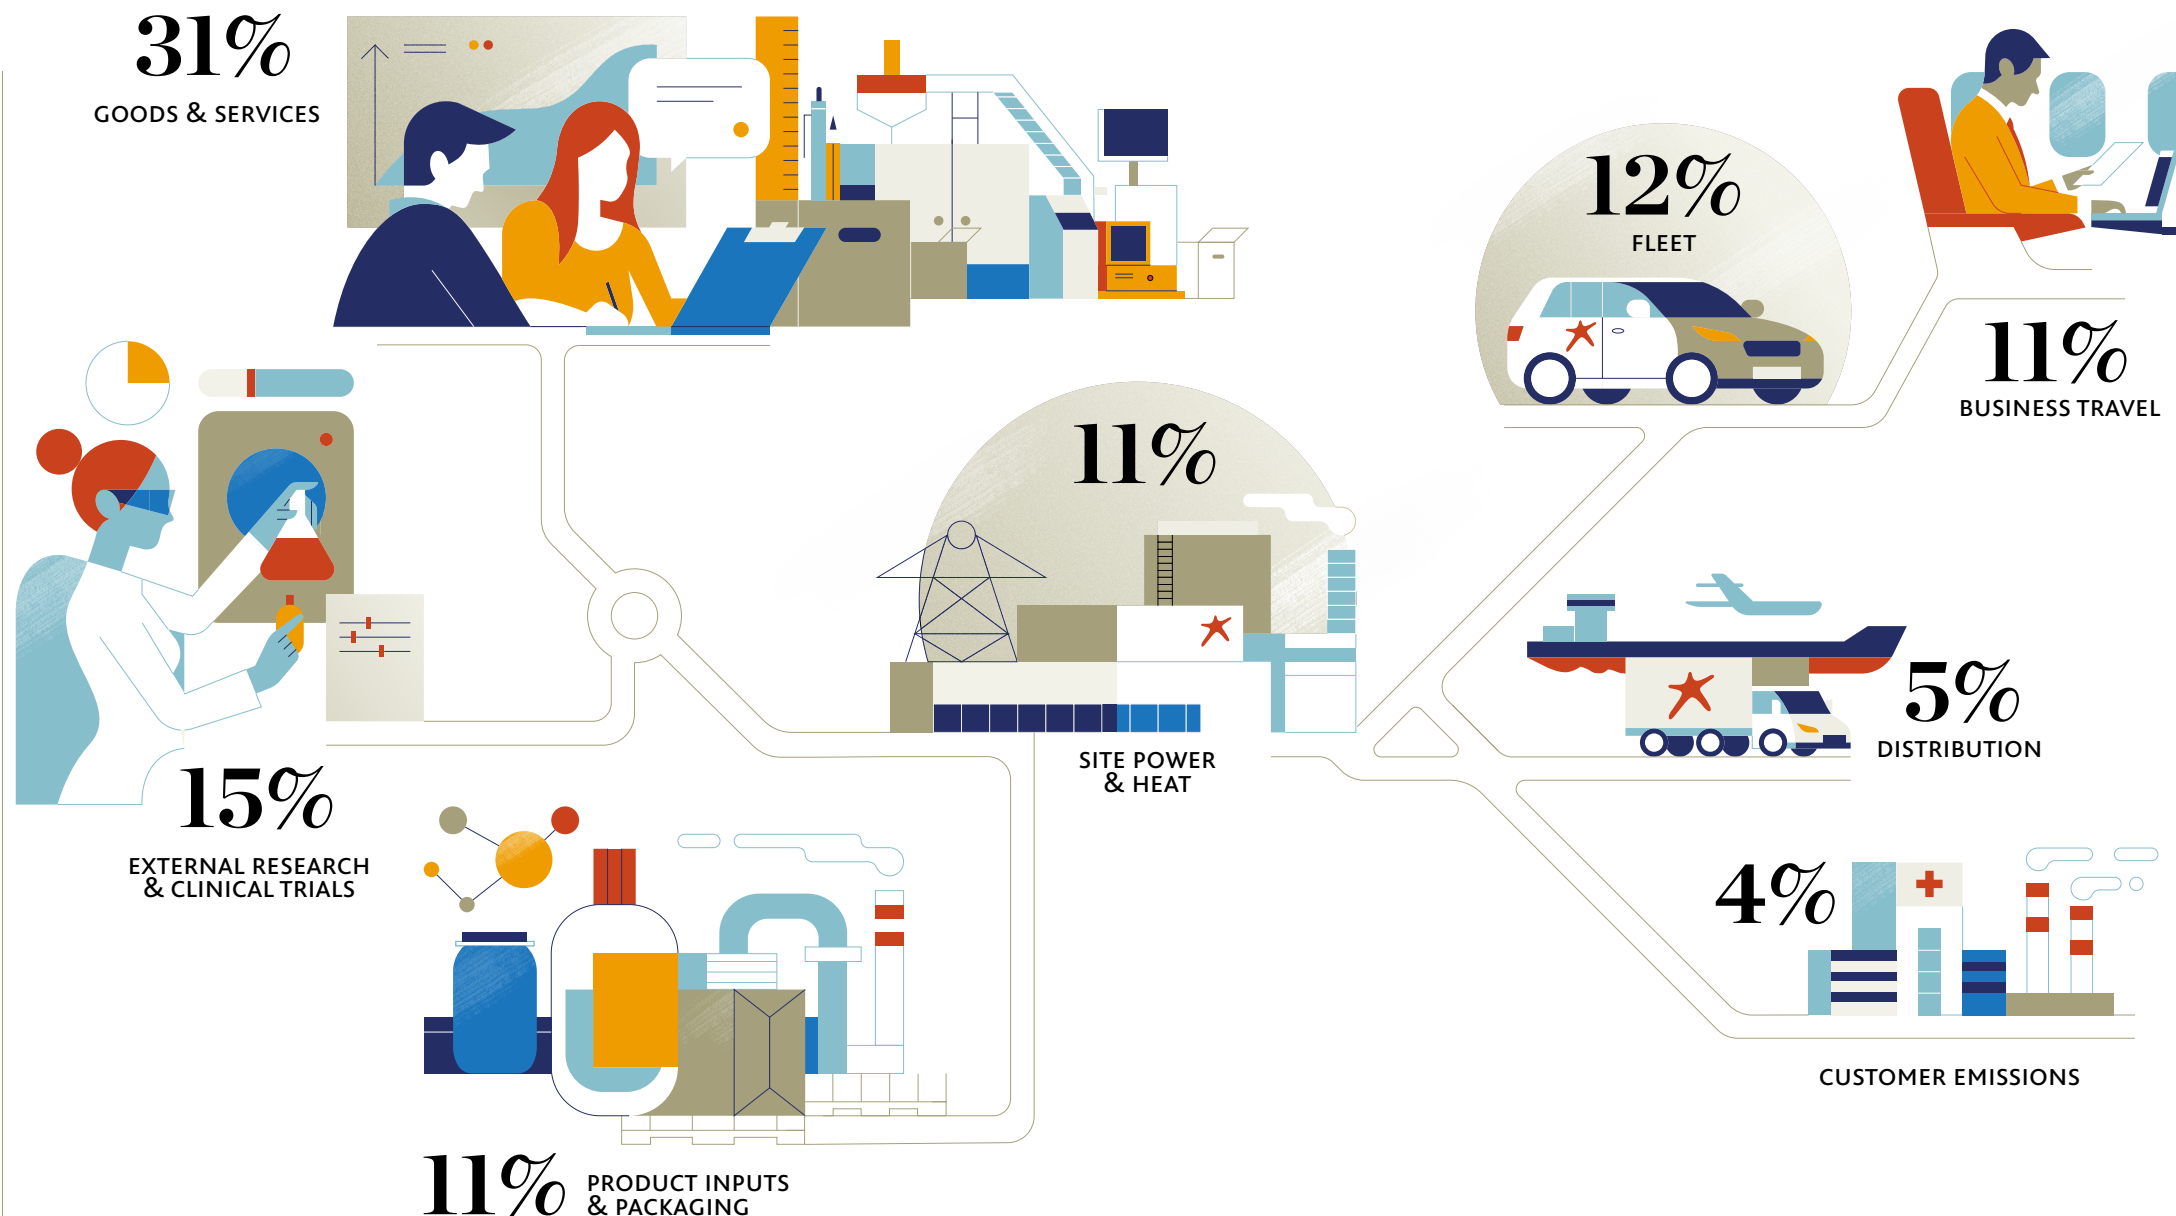 31%
GOODS & SERVICES
12%
FLEET
11%
BUSINESS TRAVEL
11%
SITE POWER
& HEAT
5%
DISTRIBUTION
15%
EXTERNAL RESEARCH
& CLINICAL TRIALS
4%
CUSTOMER EMISSIONS
11%
PRODUCT INPUTS
& PACKAGING